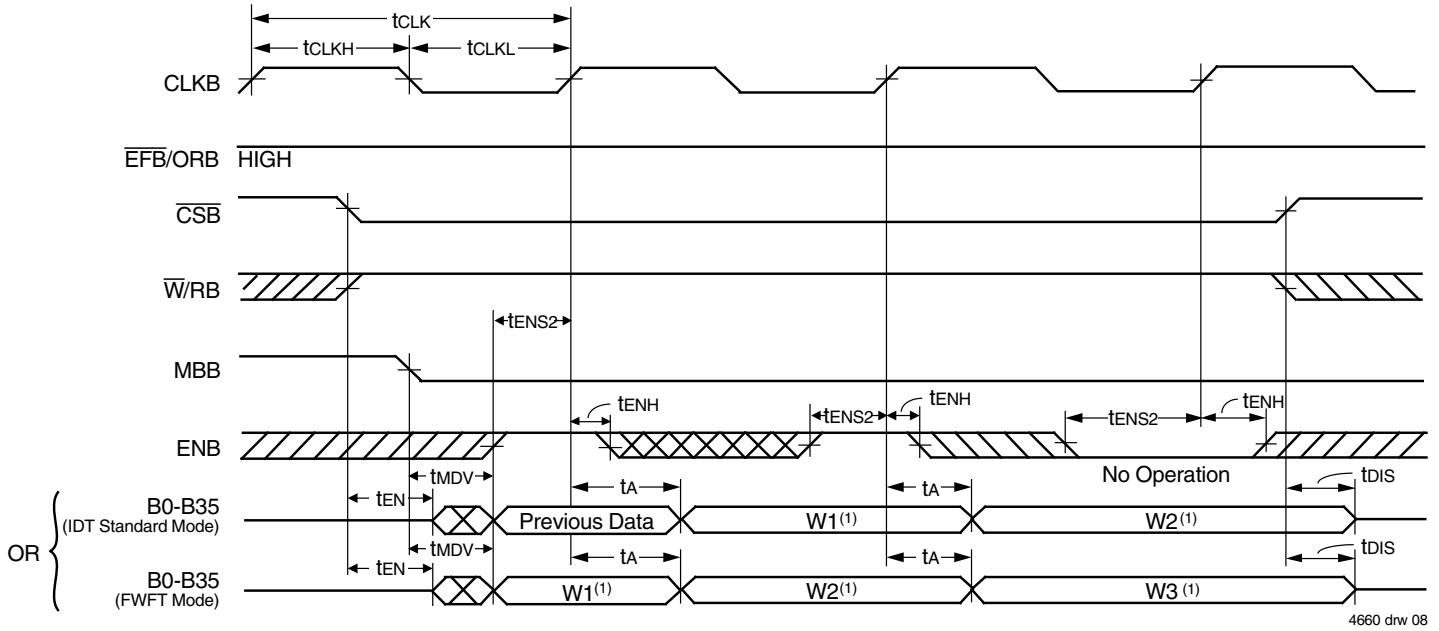 tCLK
tCLKH tCLKL
CLKB
EFB/ORB HIGH
CSB
W/RB
tENS2
MBB
tENH tENS2 tENH tENS2 tENH
ENB
No Operation
tMDV tA tA tDIS
tEN
B0-B35
(IDT Standard Mode)
Previous Data W1(1) W2(1)
OR
tMDV tA tA tDIS
tEN
B0-B35
(FWFT Mode)
W1(1) W2(1) W3 (1)
4660 drw 08